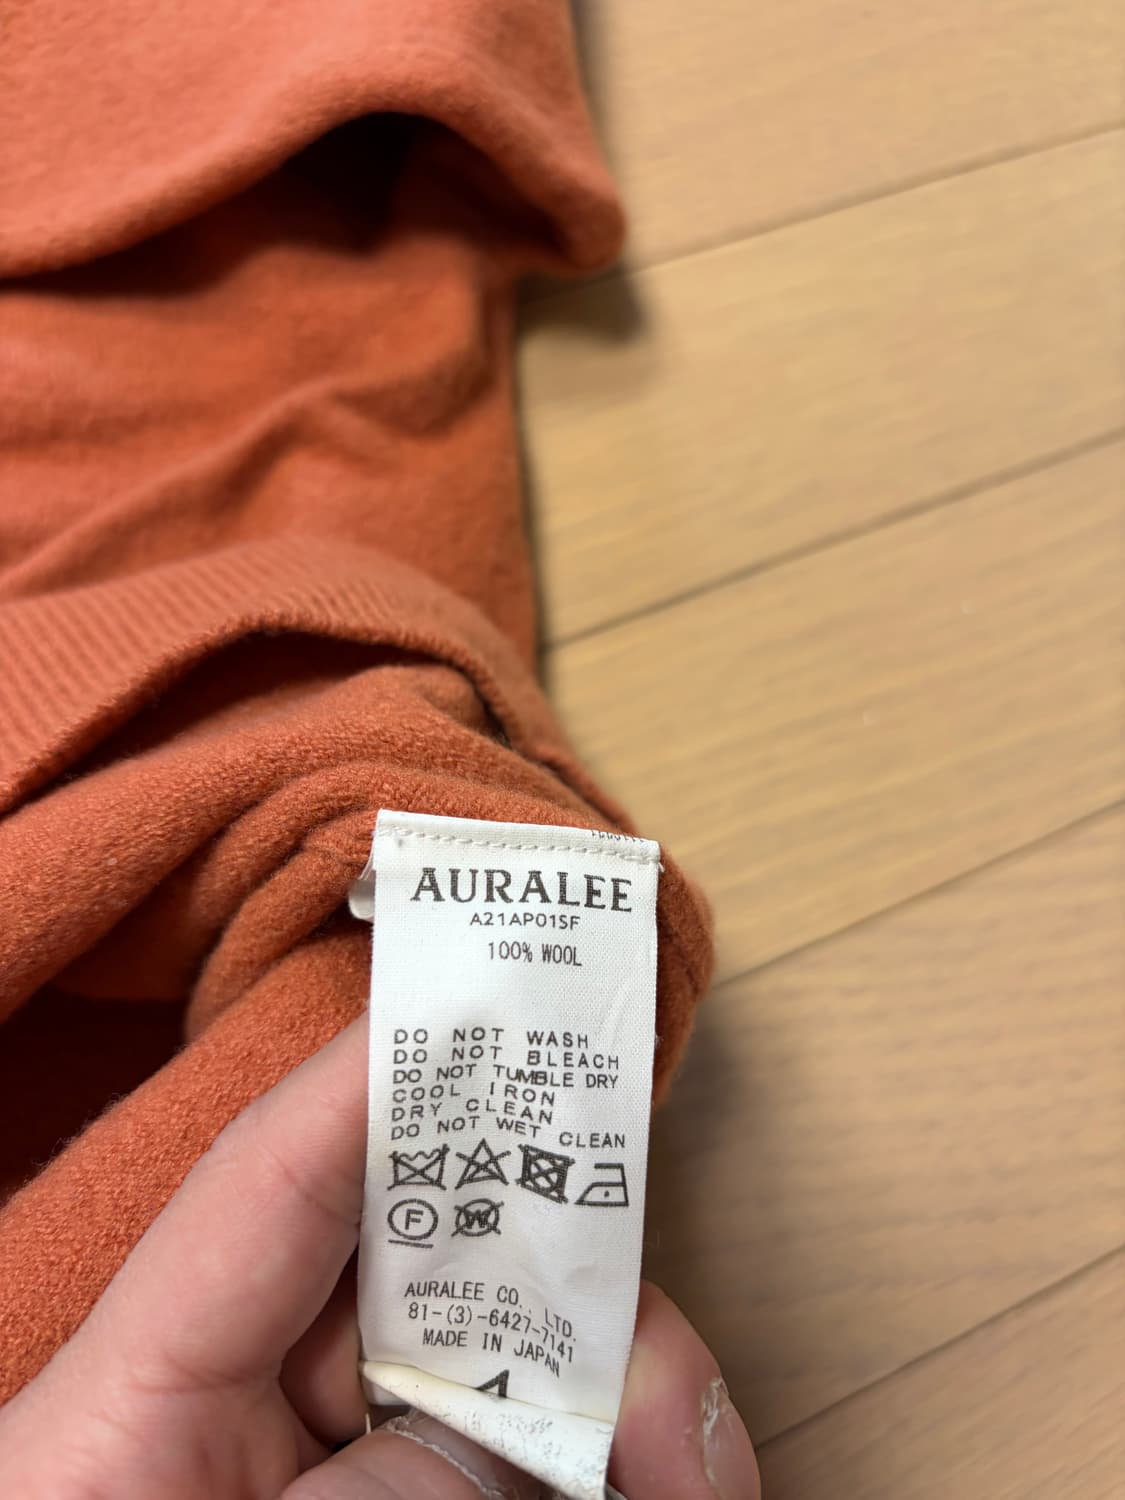 AURALEE
A21AP01SF
100% WOOL
DO NOT WASH
DO NOT BLEACH
DO NOT TUMBLE DRY
COOL IRON
DRY CLEAN
DO NOT WET CLEAN
F W
AURALEE CO., LTD.
81-(3)-6427-7141
MADE IN JAPAN